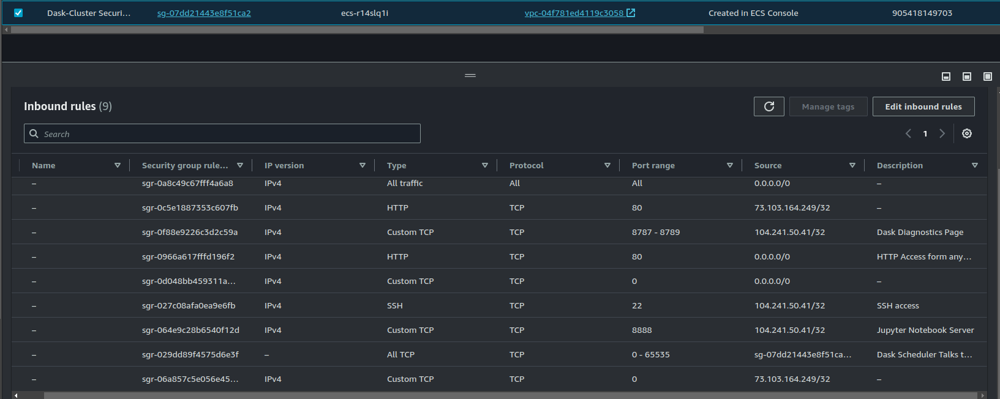 Dask-Cluster Securi... sg-07dd21443e8f51ca2 ecs-r14slq1i vpc-04f781ed4119c3058 Created in ECS Console 905418149703
Inbound rules (9) Manage tags Edit inbound rules
Search 1
Name Security group rule... IP version Type Protocol Port range Source Description
– sgr-0a8c49c67fff4a6a8 IPv4 All traffic All All 0.0.0.0/0 –
– sgr-0c5e1887353c607fb IPv4 HTTP TCP 80 73.103.164.249/32 –
– sgr-0f88e9226c3d2c59a IPv4 Custom TCP TCP 8787 - 8789 104.241.50.41/32 Dask Diagnostics Page
– sgr-0966a617fffd196f2 IPv4 HTTP TCP 80 0.0.0.0/0 HTTP Access form any...
– sgr-0d048bb459311a... IPv4 Custom TCP TCP 0 0.0.0.0/0 –
– sgr-027c08afa0ea9e6fb IPv4 SSH TCP 22 104.241.50.41/32 SSH access
– sgr-064e9c28b6540f12d IPv4 Custom TCP TCP 8888 104.241.50.41/32 Jupyter Notebook Server
– sgr-029dd89f4575d6e3f – All TCP TCP 0 - 65535 sg-07dd21443e8f51ca... Dask Scheduler Talks t...
– sgr-06a857c5e056e45... IPv4 Custom TCP TCP 0 73.103.164.249/32 –